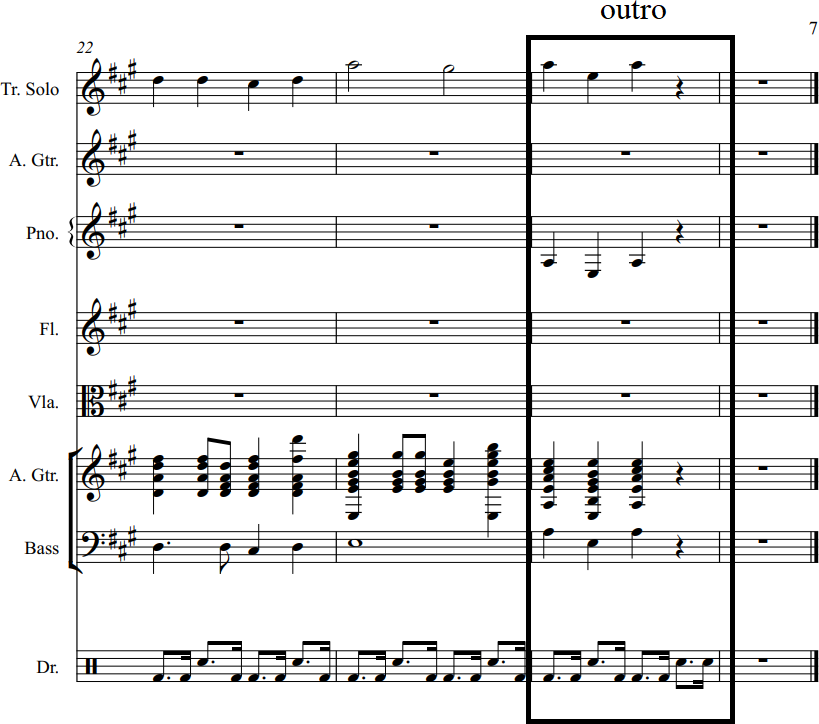 outro
7
22
Tr. Solo
A. Gtr.
Pno.
Fl.
Vla.
A. Gtr.
Bass
Dr.